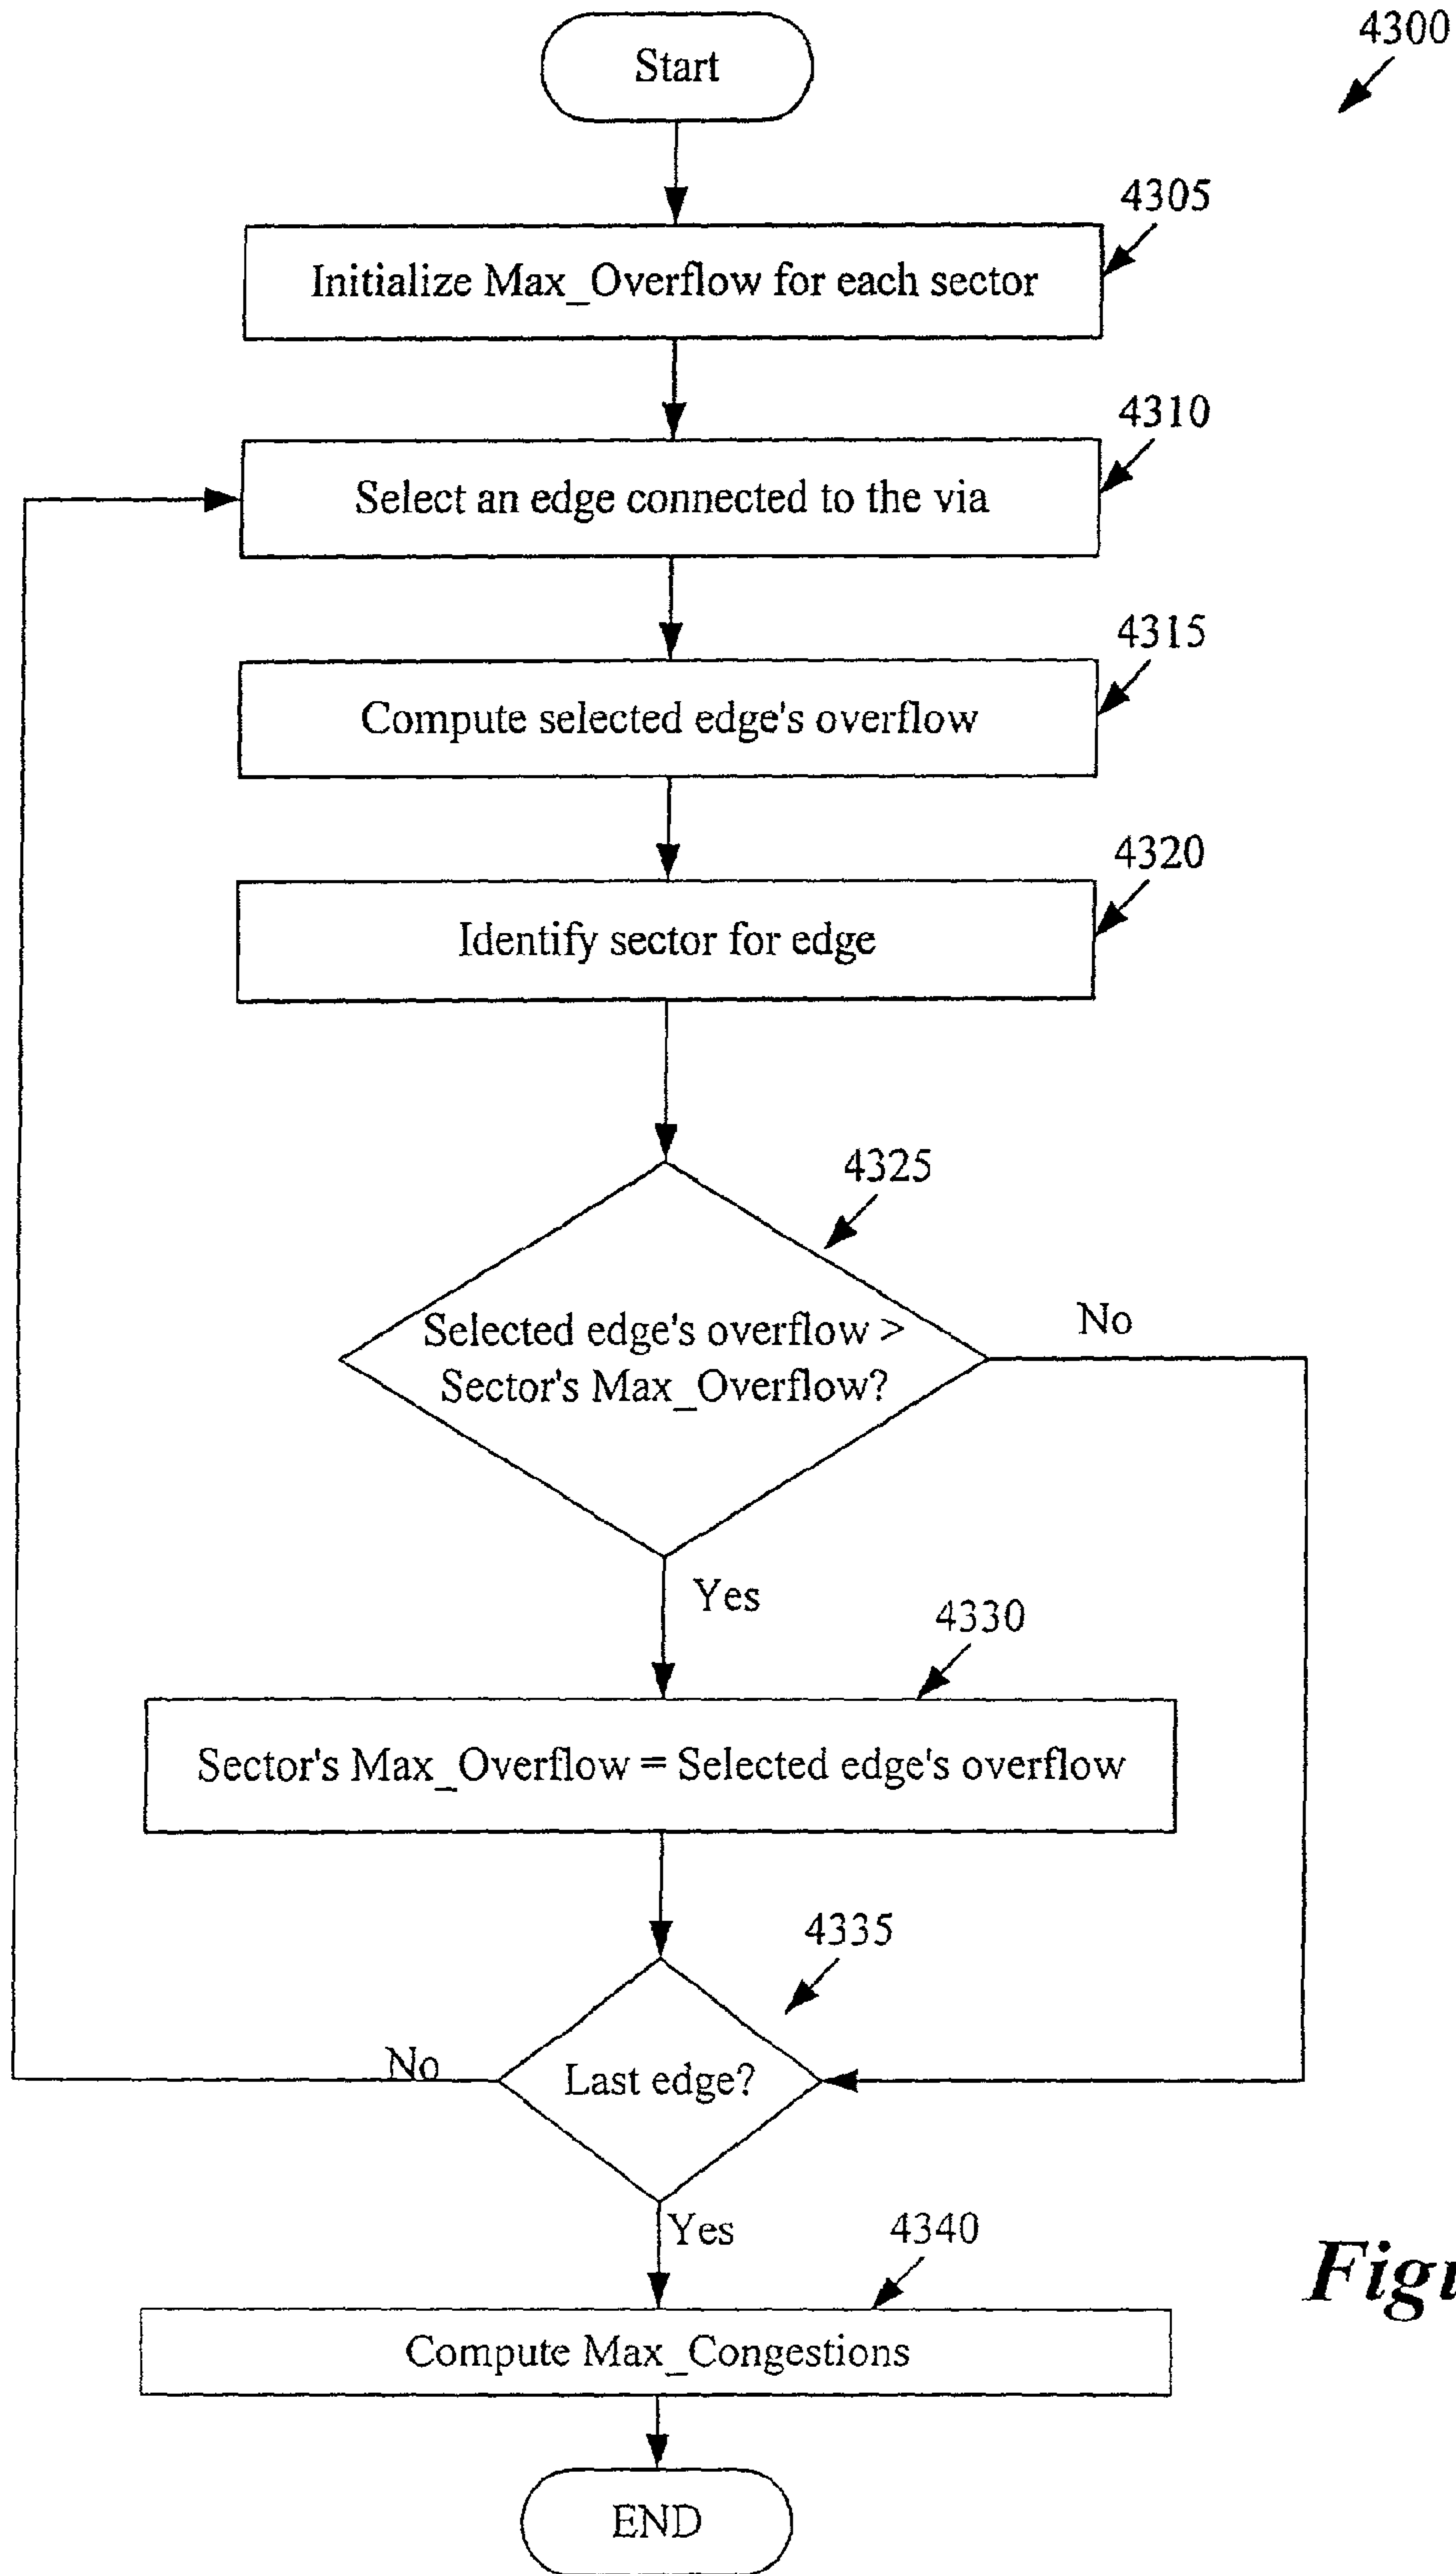 4300
Start
4305
Initialize Max_Overflow for each sector
4310
Select an edge connected to the via
4315
Compute selected edge's overflow
4320
Identify sector for edge
4325
Selected edge's overflow >
Sector's Max_Overflow?
No
Yes
4330
Sector's Max_Overflow = Selected edge's overflow
4335
No
Last edge?
Yes
4340
Compute Max_Congestions
END